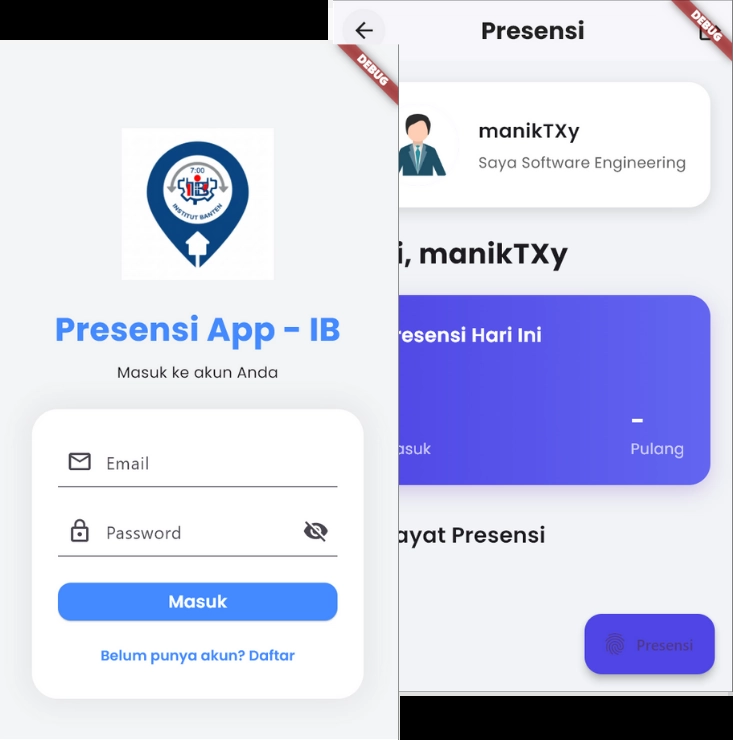 DEBUG
7:00
IB
INSTITUT BANTEN
Presensi App - IB
Masuk ke akun Anda
Email
Password
Masuk
Belum punya akun? Daftar
Presensi
DEBUG
manikTXy
Saya Software Engineering
i, manikTXy
resensi Hari Ini
-
asuk
Pulang
ayat Presensi
Presensi